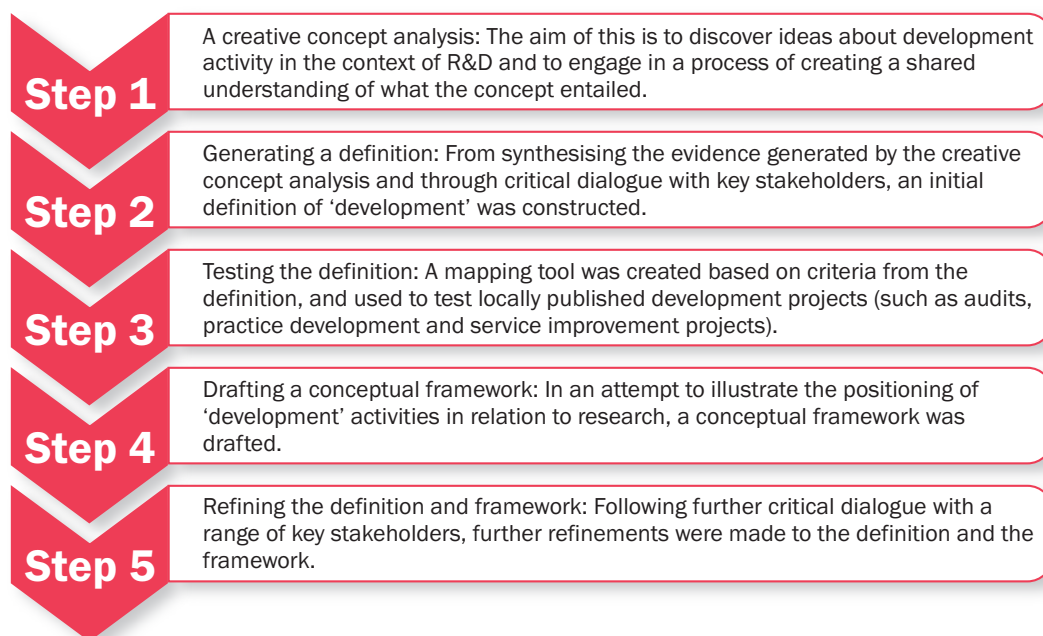 Step 1
A creative concept analysis: The aim of this is to discover ideas about development
activity in the context of R&D and to engage in a process of creating a shared
understanding of what the concept entailed.
Step 2
Generating a definition: From synthesising the evidence generated by the creative
concept analysis and through critical dialogue with key stakeholders, an initial
definition of ‘development’ was constructed.
Step 3
Testing the definition: A mapping tool was created based on criteria from the
definition, and used to test locally published development projects (such as audits,
practice development and service improvement projects).
Step 4
Drafting a conceptual framework: In an attempt to illustrate the positioning of
‘development’ activities in relation to research, a conceptual framework was
drafted.
Step 5
Refining the definition and framework: Following further critical dialogue with a
range of key stakeholders, further refinements were made to the definition and the
framework.